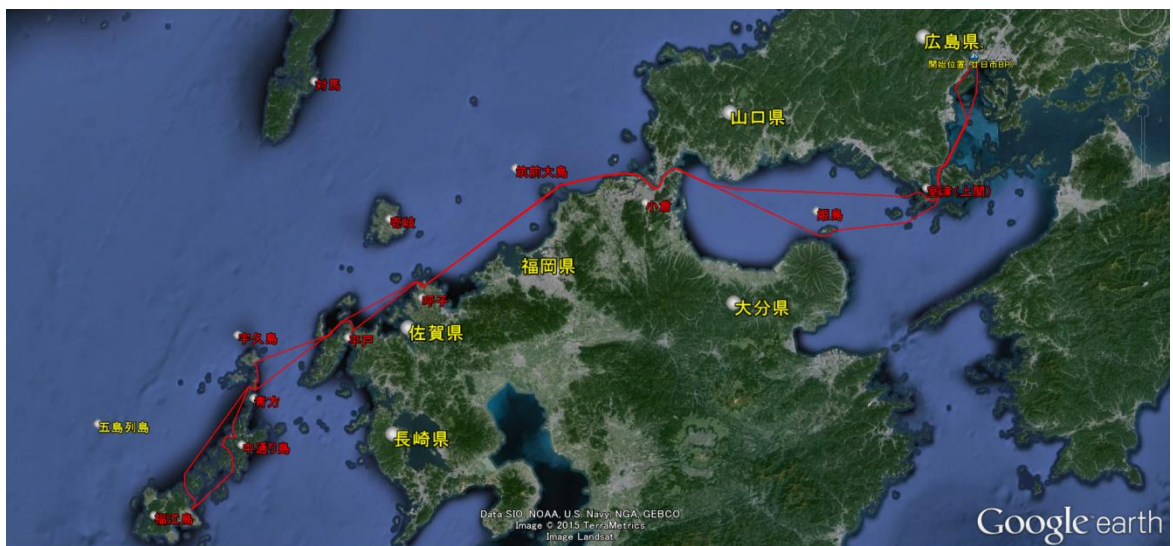 広島県
開始位置(廿日市BP)
対馬
山口県
筑前大島
室津(上関)
小倉
姫島
壱岐
福岡県
呼子
大分県
佐賀県
平戸
宇久島
青方
五島列島
長崎県
中通り島
福江島
Data SIO, NOAA, U.S. Navy, NGA, GEBCO
Image © 2015 TerraMetrics
Image Landsat
Google earth